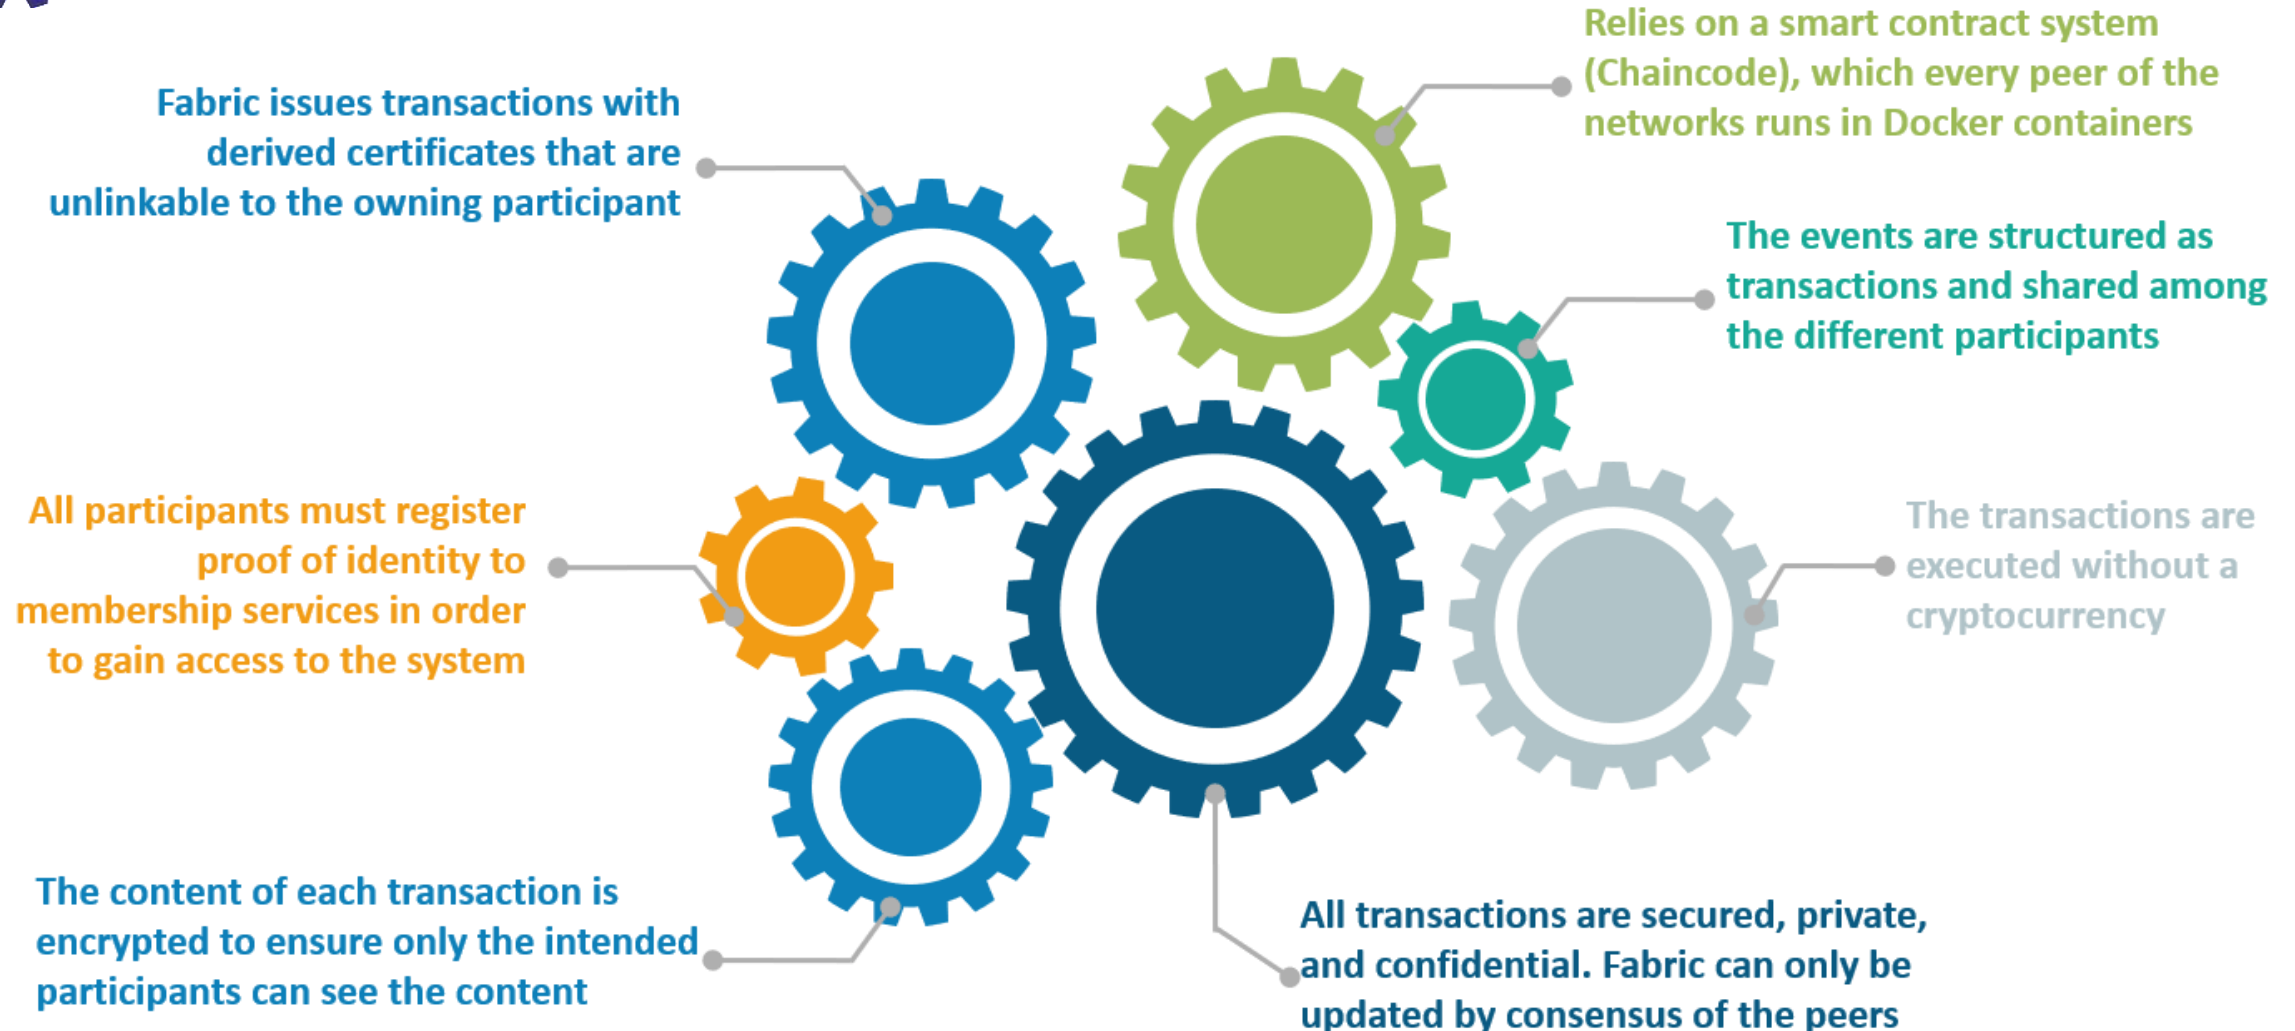 Fabric issues transactions with
derived certificates that are
unlinkable to the owning participant
Relies on a smart contract system
(Chaincode), which every peer of the
networks runs in Docker containers
The events are structured as
transactions and shared among
the different participants
All participants must register
proof of identity to
membership services in order
to gain access to the system
The transactions are
executed without a
cryptocurrency
The content of each transaction is
encrypted to ensure only the intended
participants can see the content
All transactions are secured, private,
and confidential. Fabric can only be
updated by consensus of the peers